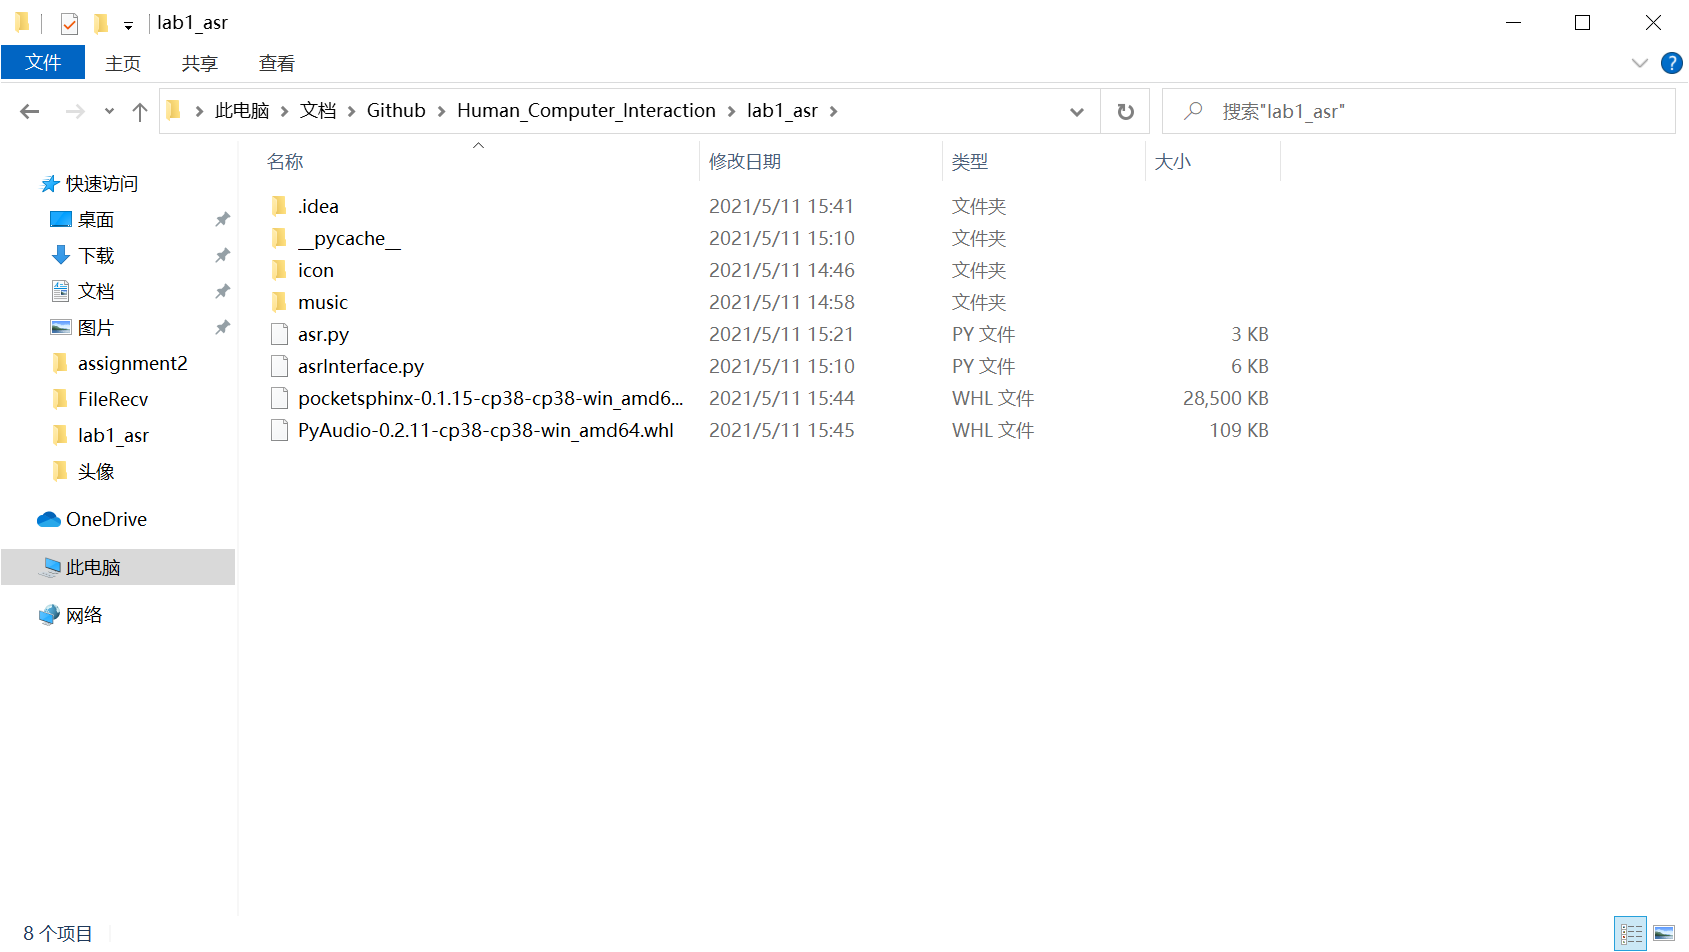 lab1_asr
文件 主页 共享 查看 ?
此电脑 文档 Github Human_Computer_Interaction lab1_asr 搜索"lab1_asr"
名称 修改日期 类型 大小
快速访问
桌面
下载
文档
图片
assignment2
FileRecv
lab1_asr
头像
OneDrive
此电脑
网络
.idea 2021/5/11 15:41 文件夹
__pycache__ 2021/5/11 15:10 文件夹
icon 2021/5/11 14:46 文件夹
music 2021/5/11 14:58 文件夹
asr.py 2021/5/11 15:21 PY 文件 3 KB
asrInterface.py 2021/5/11 15:10 PY 文件 6 KB
pocketsphinx-0.1.15-cp38-cp38-win_amd6... 2021/5/11 15:44 WHL 文件 28,500 KB
PyAudio-0.2.11-cp38-cp38-win_amd64.whl 2021/5/11 15:45 WHL 文件 109 KB
8 个项目